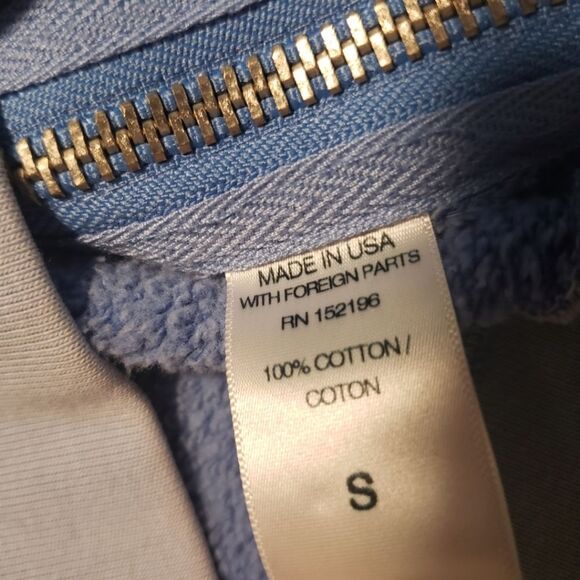 MADE IN USA
WITH FOREIGN PARTS
RN 152196
100% COTTON /
COTON
S